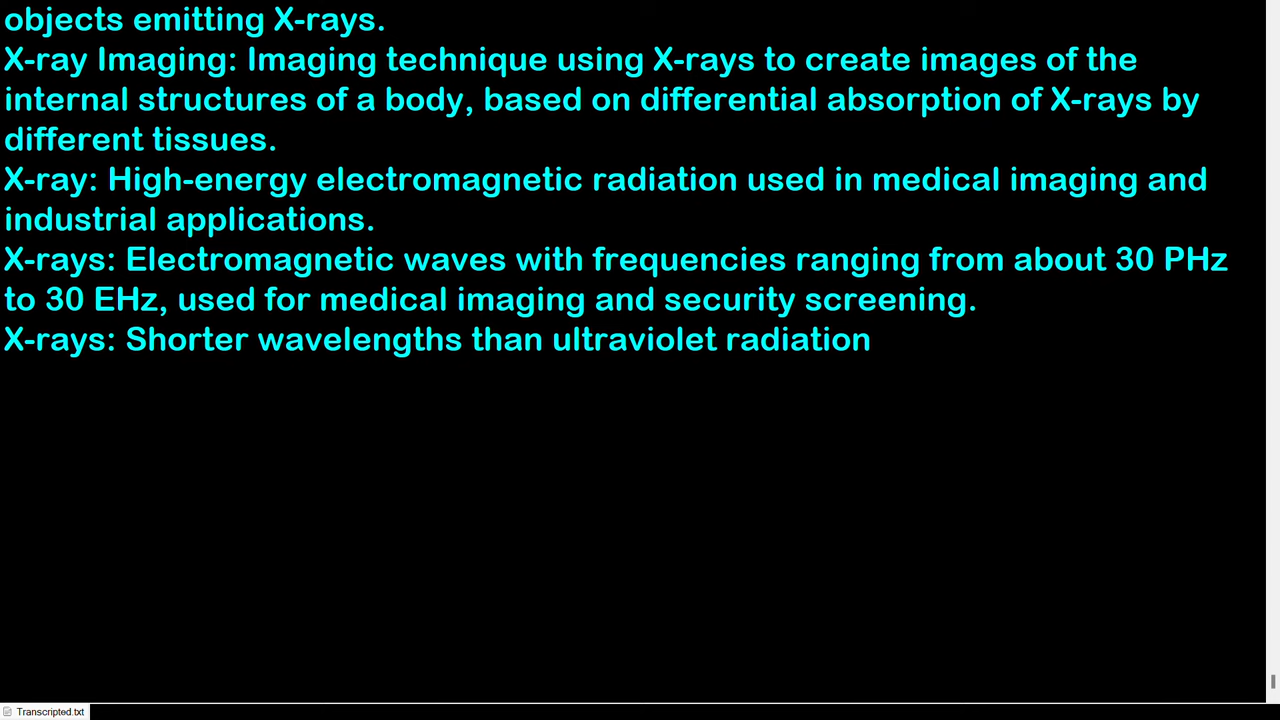 objects emitting X-rays.
X-ray Imaging: Imaging technique using X-rays to create images of the
internal structures of a body, based on differential absorption of X-rays by
different tissues.
X-ray: High-energy electromagnetic radiation used in medical imaging and
industrial applications.
X-rays: Electromagnetic waves with frequencies ranging from about 30 PHz
to 30 EHz, used for medical imaging and security screening.
X-rays: Shorter wavelengths than ultraviolet radiation
Transcripted.txt